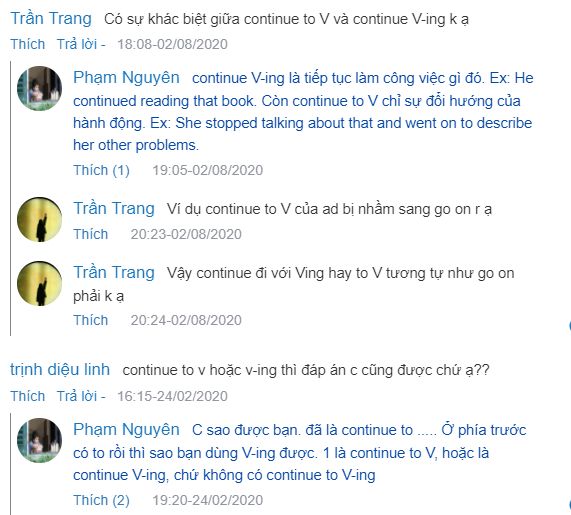 Trần Trang Có sự khác biệt giữa continue to V và continue V-ing k ạ
Thích Trả lời - 18:08-02/08/2020
Phạm Nguyên continue V-ing là tiếp tục làm công việc gì đó. Ex: He
continued reading that book. Còn continue to V chỉ sự đổi hướng của
hành động. Ex: She stopped talking about that and went on to describe
her other problems.
Thích (1) 19:05-02/08/2020
Trần Trang Ví dụ continue to V của ad bị nhầm sang go on r ạ
Thích 20:23-02/08/2020
Trần Trang Vậy continue đi với Ving hay to V tương tự như go on
phải k ạ
Thích 20:24-02/08/2020
trịnh diệu linh continue to v hoặc v-ing thì đáp án c cũng được chứ ạ??
Thích Trả lời - 16:15-24/02/2020
Phạm Nguyên C sao được bạn. đã là continue to ..... Ở phía trước
có to rồi thì sao bạn dùng V-ing được. 1 là continue to V, hoặc là
continue V-ing, chứ không có continue to V-ing
Thích (2) 19:20-24/02/2020